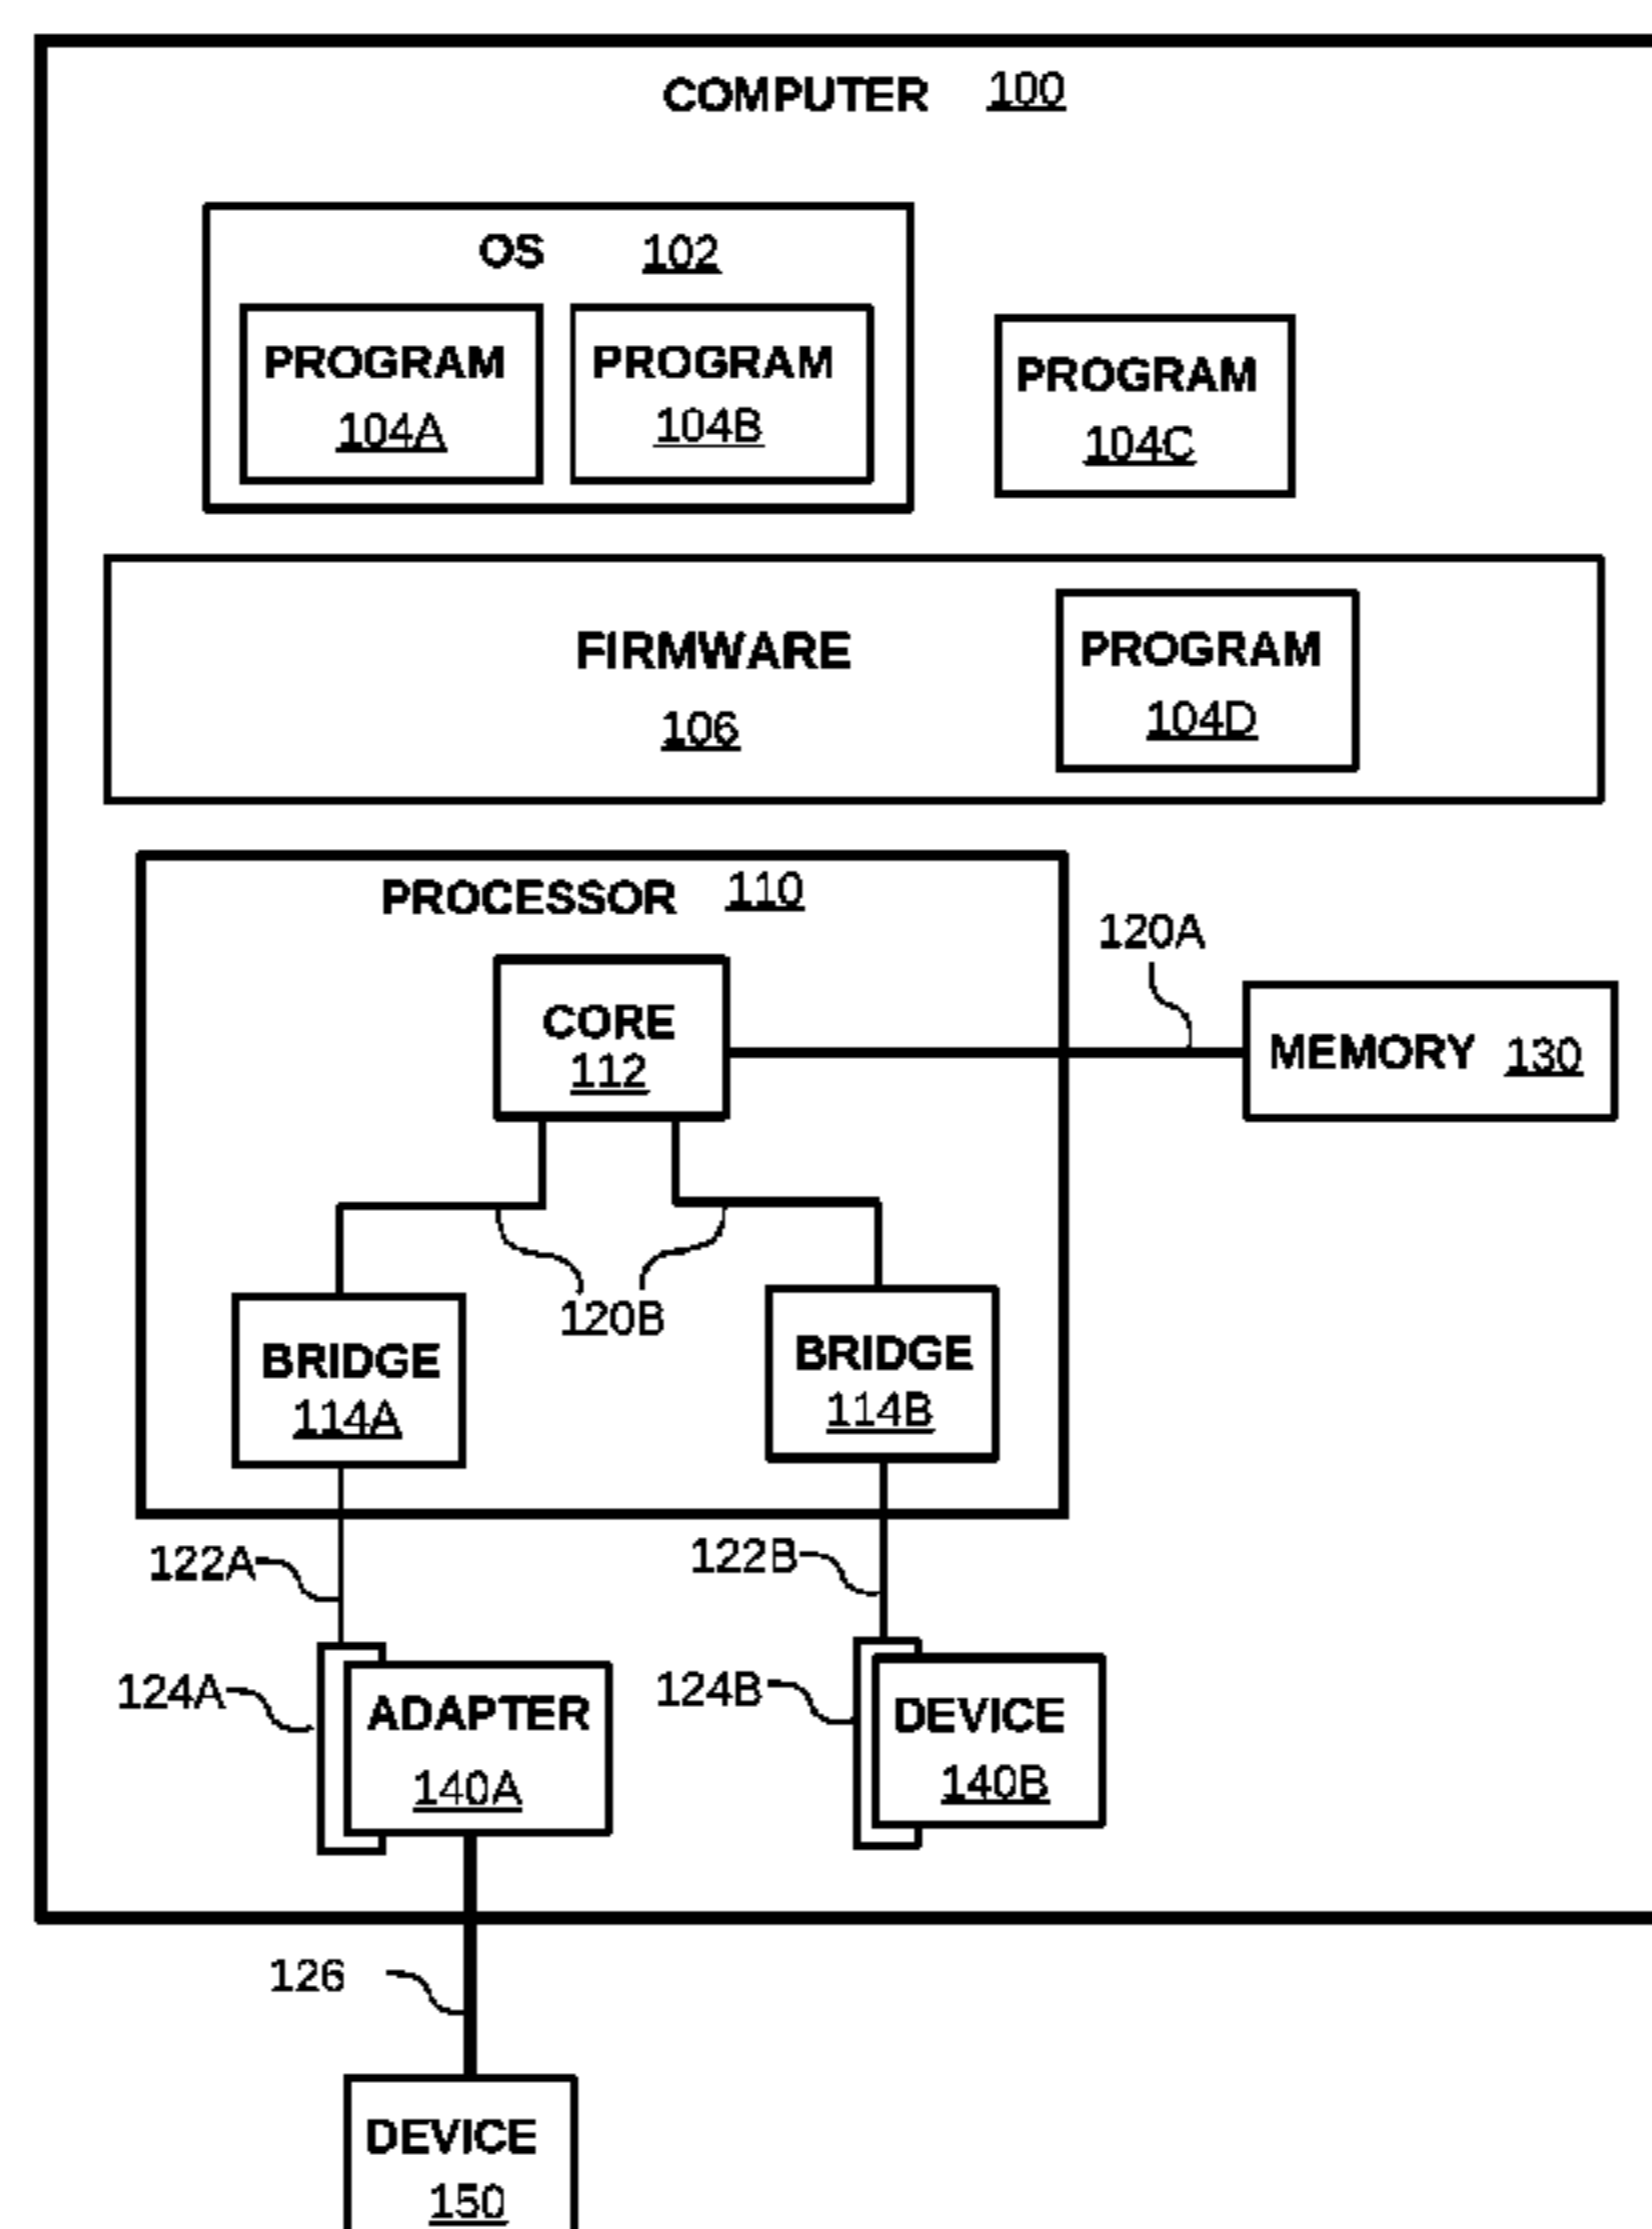 COMPUTER 100
OS 102
PROGRAM
104A
PROGRAM
104B
PROGRAM
104C
FIRMWARE
106
PROGRAM
104D
PROCESSOR 110
CORE
112
120A
MEMORY 130
120B
BRIDGE
114A
BRIDGE
114B
122A
122B
124A
ADAPTER
140A
124B
DEVICE
140B
126
DEVICE
150